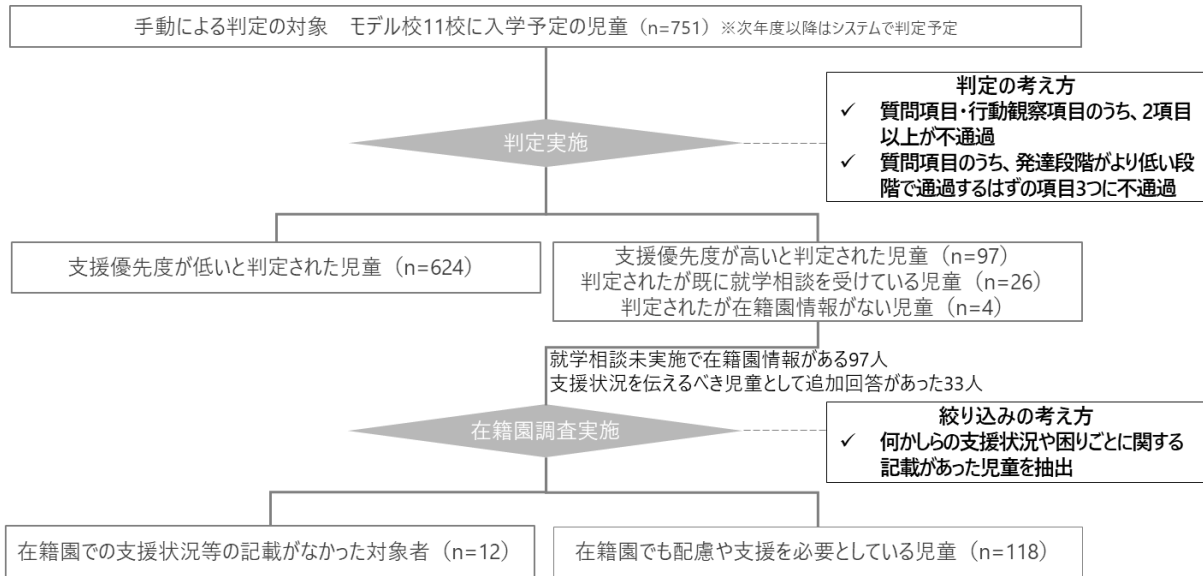 手動による判定の対象　モデル校11校に入学予定の児童（n=751）※次年度以降はシステムで判定予定
判定の考え方
✓ 質問項目・行動観察項目のうち、2項目
以上が不通過
✓ 質問項目のうち、発達段階がより低い段
階で通過するはずの項目3つに不通過
判定実施
支援優先度が低いと判定された児童（n=624）
支援優先度が高いと判定された児童（n=97）
判定されたが既に就学相談を受けている児童（n=26）
判定されたが在籍園情報がない児童（n=4）
就学相談未実施で在籍園情報がある97人
支援状況を伝えるべき児童として追加回答があった33人
在籍園調査実施
絞り込みの考え方
✓ 何かしらの支援状況や困りごとに関する
記載があった児童を抽出
在籍園での支援状況等の記載がなかった対象者（n=12）
在籍園でも配慮や支援を必要としている児童（n=118）